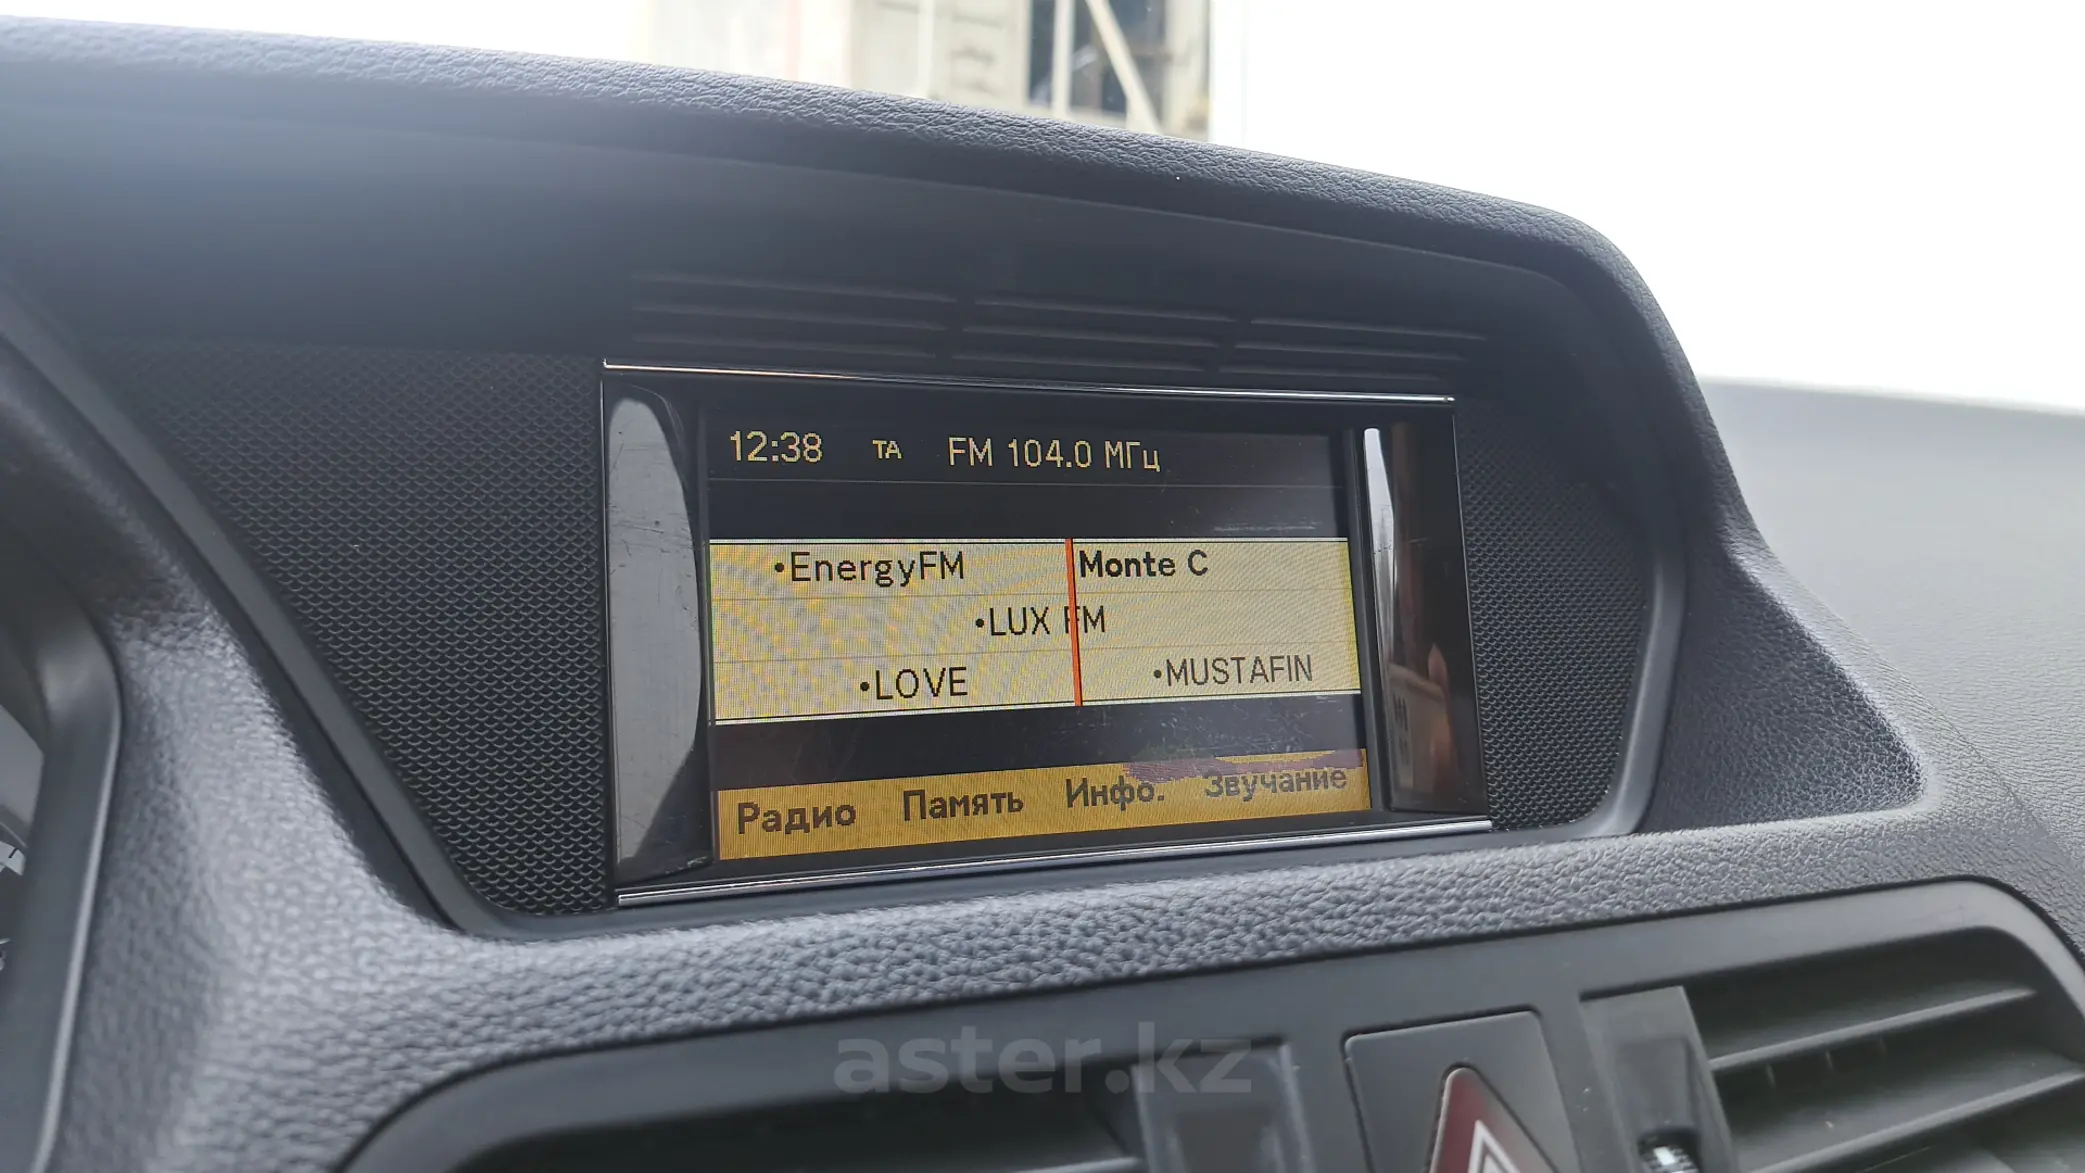 12:38 TA FM 104.0 МГц
•EnergyFM Monte C
•LUX FM
•LOVE •MUSTAFIN
Радио Память Инфо. Звучание
aster.kz